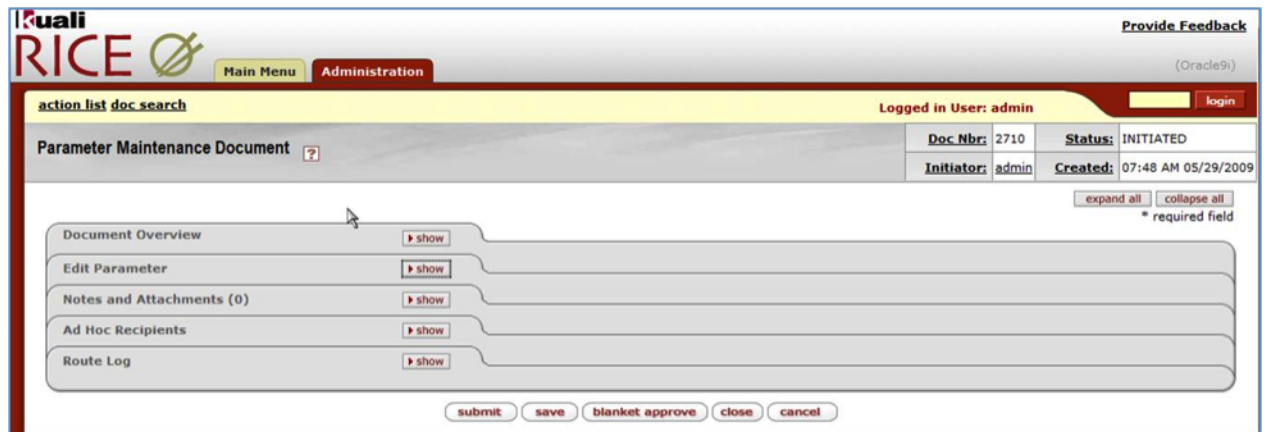 kuali
RICE
Provide Feedback
(Oracle9i)
Main Menu Administration
action list doc search
Logged in User: admin
login
Parameter Maintenance Document ?
Doc Nbr: 2710 Status: INITIATED
Initiator: admin Created: 07:48 AM 05/29/2009
expand all collapse all
* required field
Document Overview show
Edit Parameter show
Notes and Attachments (0) show
Ad Hoc Recipients show
Route Log show
submit save blanket approve close cancel